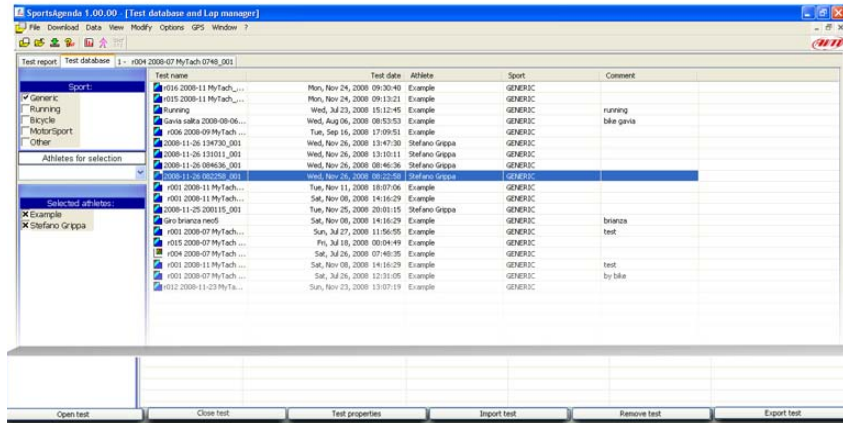 SportsAgenda 1.00.00 - [Test database and Lap manager]
File Download Data View Modify Options GPS Window ?
AIM
Test report Test database 1 - r004 2008-07 MyTach 0748_001
Sport:
Generic
Running
Bicycle
MotorSport
Other
Athletes for selection
Selected athletes:
Example
Stefano Grippa
Test name Test date Athlete Sport Comment
r016 2008-11 MyTach_... Mon, Nov 24, 2008 09:30:40 Example GENERIC
r015 2008-11 MyTach_... Mon, Nov 24, 2008 09:13:21 Example GENERIC
Running Wed, Jul 23, 2008 15:12:45 Example GENERIC running
Gavia salita 2008-08-06... Wed, Aug 06, 2008 08:53:53 Example GENERIC bike gavia
r006 2008-09 MyTach ... Tue, Sep 16, 2008 17:09:51 Example GENERIC
2008-11-26 134730_001 Wed, Nov 26, 2008 13:47:30 Stefano Grippa GENERIC
2008-11-26 131011_001 Wed, Nov 26, 2008 13:10:11 Stefano Grippa GENERIC
2008-11-26 084636_001 Wed, Nov 26, 2008 08:46:36 Stefano Grippa GENERIC
2008-11-26 082258_001 Wed, Nov 26, 2008 08:22:58 Stefano Grippa GENERIC
r001 2008-11 MyTach... Tue, Nov 11, 2008 18:07:06 Example GENERIC
r001 2008-11 MyTach... Sat, Nov 08, 2008 14:16:29 Example GENERIC
2008-11-25 200115_001 Tue, Nov 25, 2008 20:01:15 Stefano Grippa GENERIC
Giro brianza neo5 Sat, Nov 08, 2008 14:16:29 Example GENERIC brianza
r001 2008-07 MyTach ... Sun, Jul 27, 2008 11:56:55 Example GENERIC test
r015 2008-07 MyTach ... Fri, Jul 18, 2008 00:04:49 Example GENERIC
r004 2008-07 MyTach ... Sat, Jul 26, 2008 07:48:35 Example GENERIC
r001 2008-11 MyTach ... Sat, Nov 08, 2008 14:16:29 Example GENERIC test
r001 2008-07 MyTach ... Sat, Jul 26, 2008 12:31:05 Example GENERIC by bike
r012 2008-11-23 MyTa... Sun, Nov 23, 2008 13:07:19 Example GENERIC
Open test Close test Test properties Import test Remove test Export test